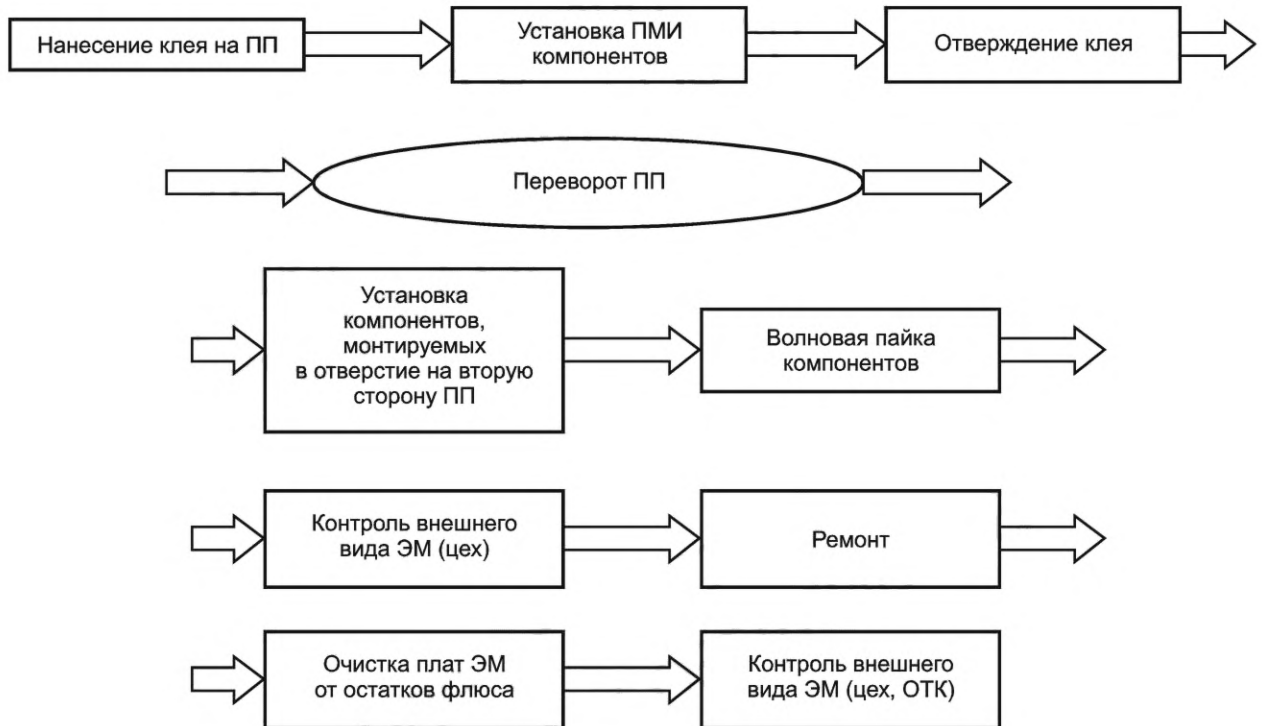 Нанесение клея на ПП
Установка ПМИ
компонентов
Отверждение клея
Переворот ПП
Установка
компонентов,
монтируемых
в отверстие на вторую
сторону ПП
Волновая пайка
компонентов
Контроль внешнего
вида ЭМ (цех)
Ремонт
Очистка плат ЭМ
от остатков флюса
Контроль внешнего
вида ЭМ (цех, ОТК)